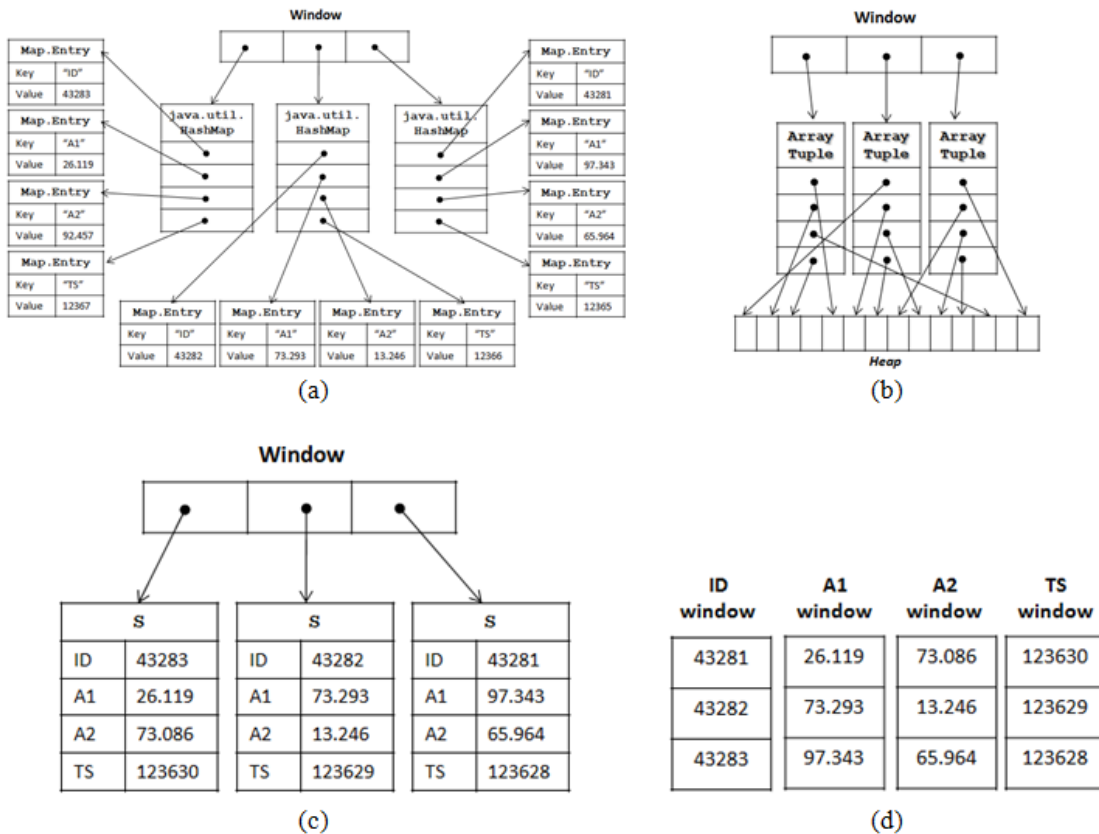 Window
Map.Entry
Key "ID"
Value 43283
Map.Entry
Key "A1"
Value 26.119
Map.Entry
Key "A2"
Value 92.457
Map.Entry
Key "TS"
Value 12367
java.util.
HashMap
java.util.
HashMap
java.util.
HashMap
Map.Entry
Key "ID"
Value 43281
Map.Entry
Key "A1"
Value 97.343
Map.Entry
Key "A2"
Value 65.964
Map.Entry
Key "TS"
Value 12365
Map.Entry
Key "ID"
Value 43282
Map.Entry
Key "A1"
Value 73.293
Map.Entry
Key "A2"
Value 13.246
Map.Entry
Key "TS"
Value 12366
(a)
Window
Array
Tuple
Array
Tuple
Array
Tuple
Heap
(b)
Window
S
ID 43283
A1 26.119
A2 73.086
TS 123630
S
ID 43282
A1 73.293
A2 13.246
TS 123629
S
ID 43281
A1 97.343
A2 65.964
TS 123628
(c)
ID
window
43281
43282
43283
A1
window
26.119
73.293
97.343
A2
window
73.086
13.246
65.964
TS
window
123630
123629
123628
(d)